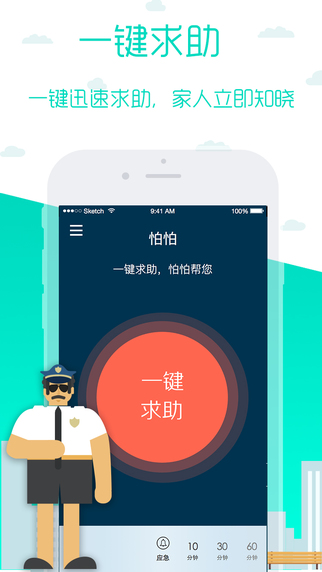 一键求助
一键迅速求助，家人立即知晓
Sketch 9:41 AM 100%
怕怕
一键求助，怕怕帮您
一键
求助
应急 10 30 60
分钟 分钟 分钟